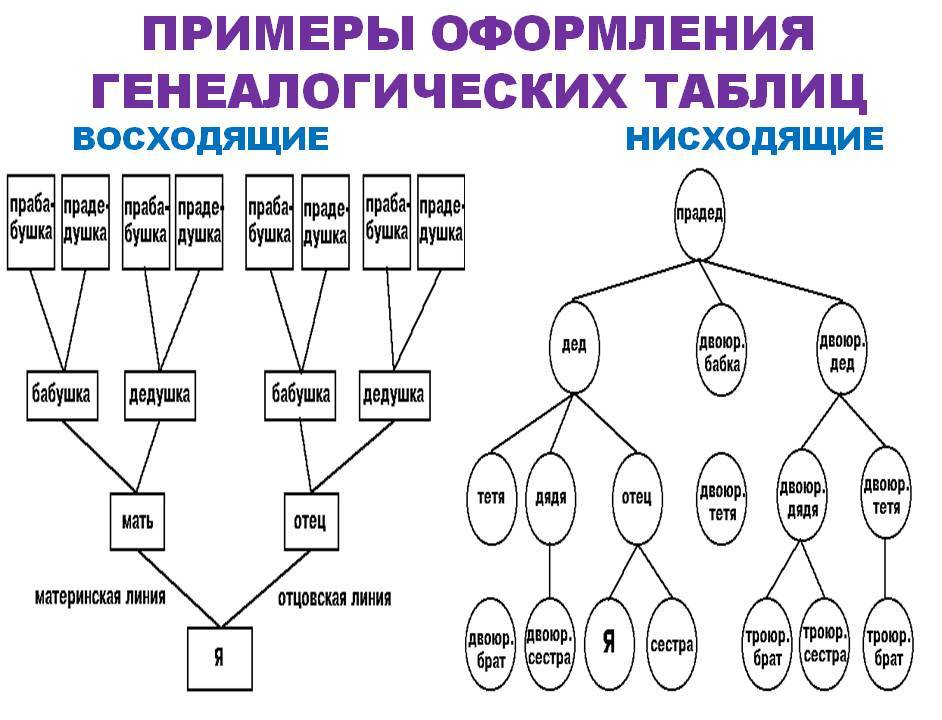 ПРИМЕРЫ ОФОРМЛЕНИЯ
ГЕНЕАЛОГИЧЕСКИХ ТАБЛИЦ
ВОСХОДЯЩИЕ
праба-
бушка
праде-
душка
праба-
бушка
праде-
душка
праба-
бушка
праде-
душка
праба-
бушка
праде-
душка
бабушка
дедушка
бабушка
дедушка
мать
отец
материнская линия
отцовская линия
Я
НИСХОДЯЩИЕ
прадед
дед
двоюр.
бабка
двоюр.
дед
тетя
дядя
отец
двоюр.
тетя
двоюр.
дядя
двоюр.
тетя
двоюр.
брат
двоюр.
сестра
Я
сестра
троюр.
брат
троюр.
сестра
троюр.
брат